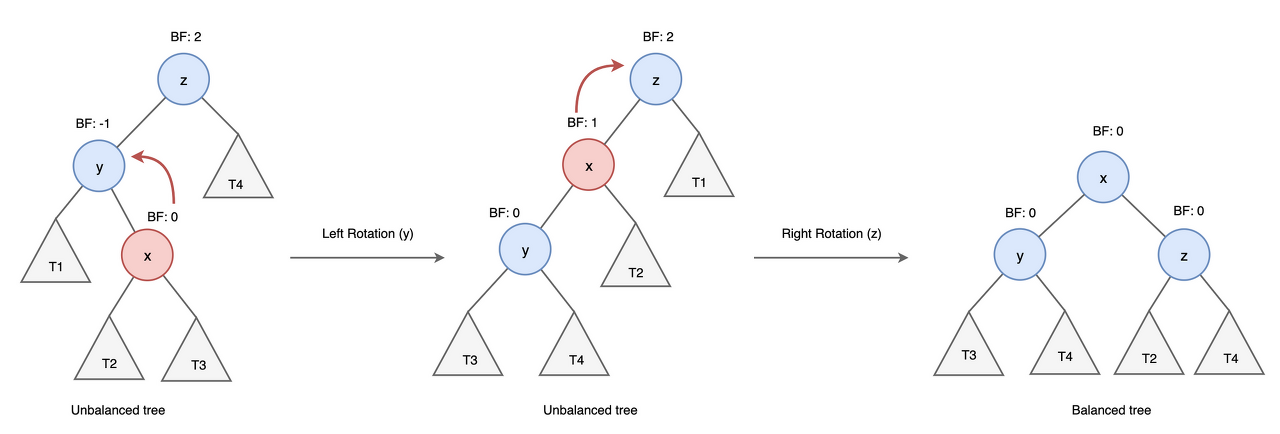 BF: 2
z
BF: -1
y
T4
BF: 0
T1
x
T2
T3
Unbalanced tree
Left Rotation (y)
BF: 2
z
BF: 1
x
T1
BF: 0
y
T2
T3
T4
Unbalanced tree
Right Rotation (z)
BF: 0
x
BF: 0
BF: 0
y
z
T3
T4
T2
T4
Balanced tree